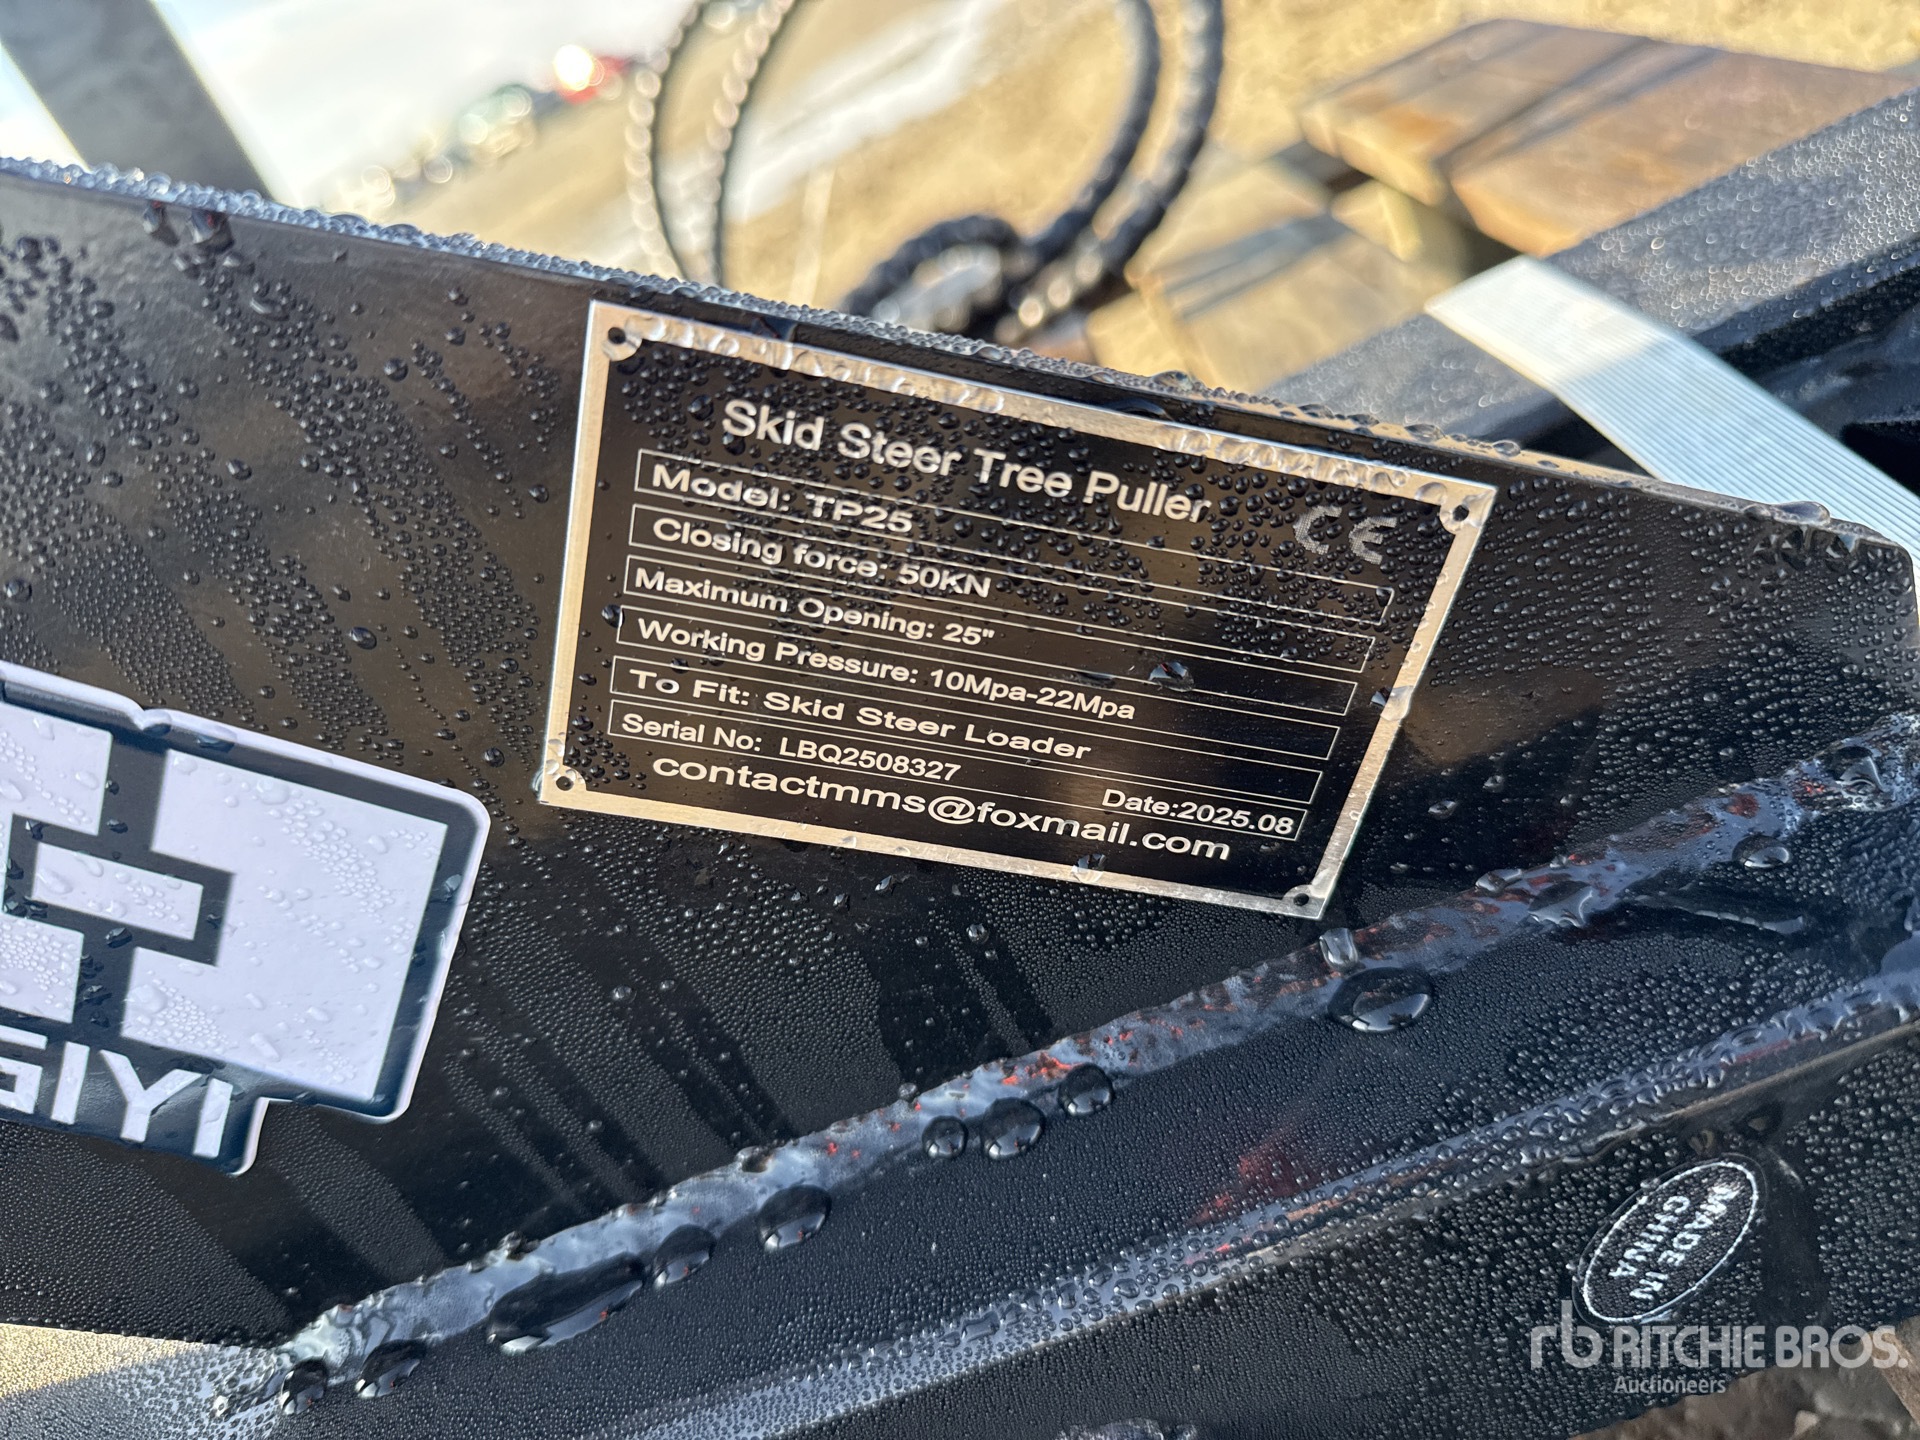 Skid Steer Tree Puller
CE
Model: TP25
Closing force: 50KN
Maximum Opening: 25"
Working Pressure: 10Mpa-22Mpa
To Fit: Skid Steer Loader
Serial No: LBQ2508327 Date:2025.08
contactmms@foxmail.com
GIYI
MADE IN
CHINA
rb RITCHIE BROS.
Auctioneers